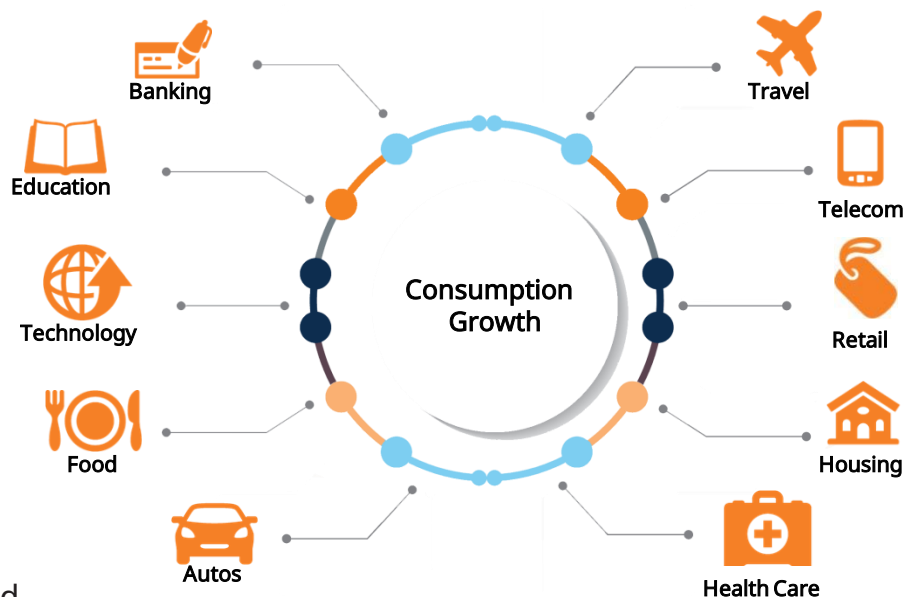 Banking
Travel
Education
Telecom
Consumption
Growth
Technology
Retail
Food
Housing
Autos
Health Care
d